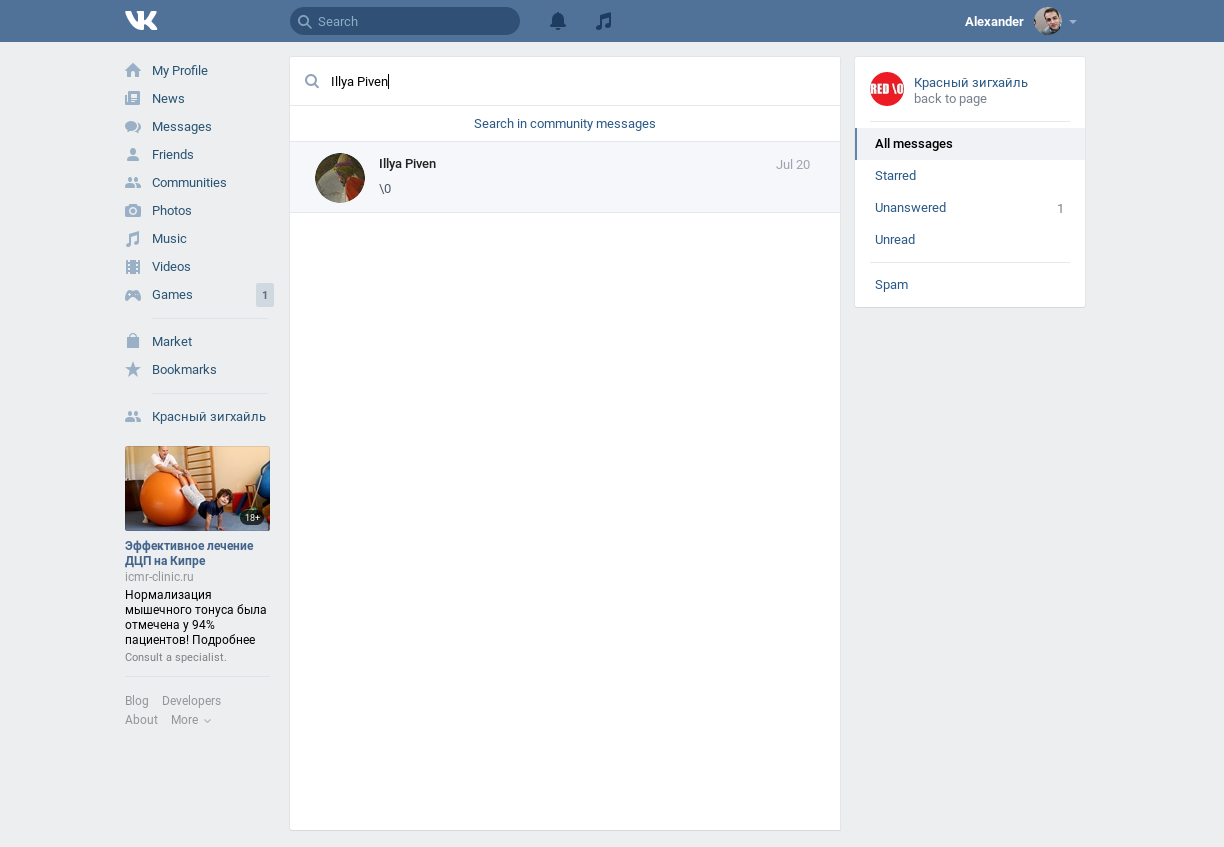 Search
Alexander
My Profile
News
Messages
Friends
Communities
Photos
Music
Videos
Games
1
Market
Bookmarks
Красный зигхайль
18+
Эффективное лечение
ДЦП на Кипре
icmr-clinic.ru
Нормализация
мышечного тонуса была
отмечена у 94%
пациентов! Подробнее
Consult a specialist.
Blog Developers
About More
Illya Piven
Search in community messages
Illya Piven Jul 20
\0
RED \0
Красный зигхайль
back to page
All messages
Starred
Unanswered 1
Unread
Spam